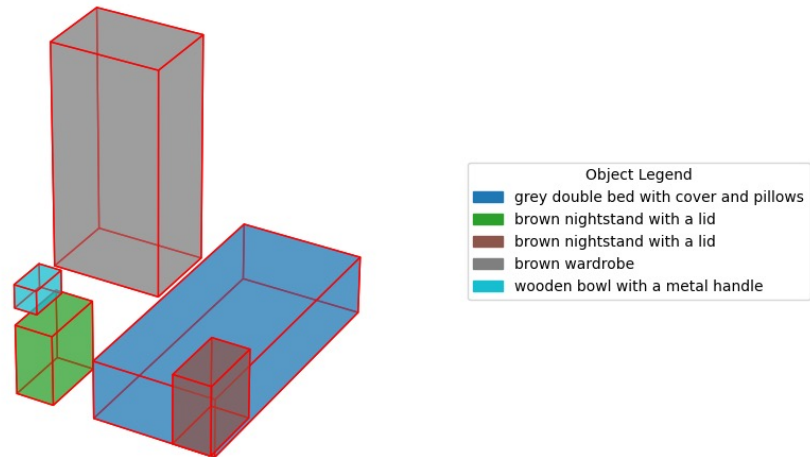 Object Legend
grey double bed with cover and pillows
brown nightstand with a lid
brown nightstand with a lid
brown wardrobe
wooden bowl with a metal handle